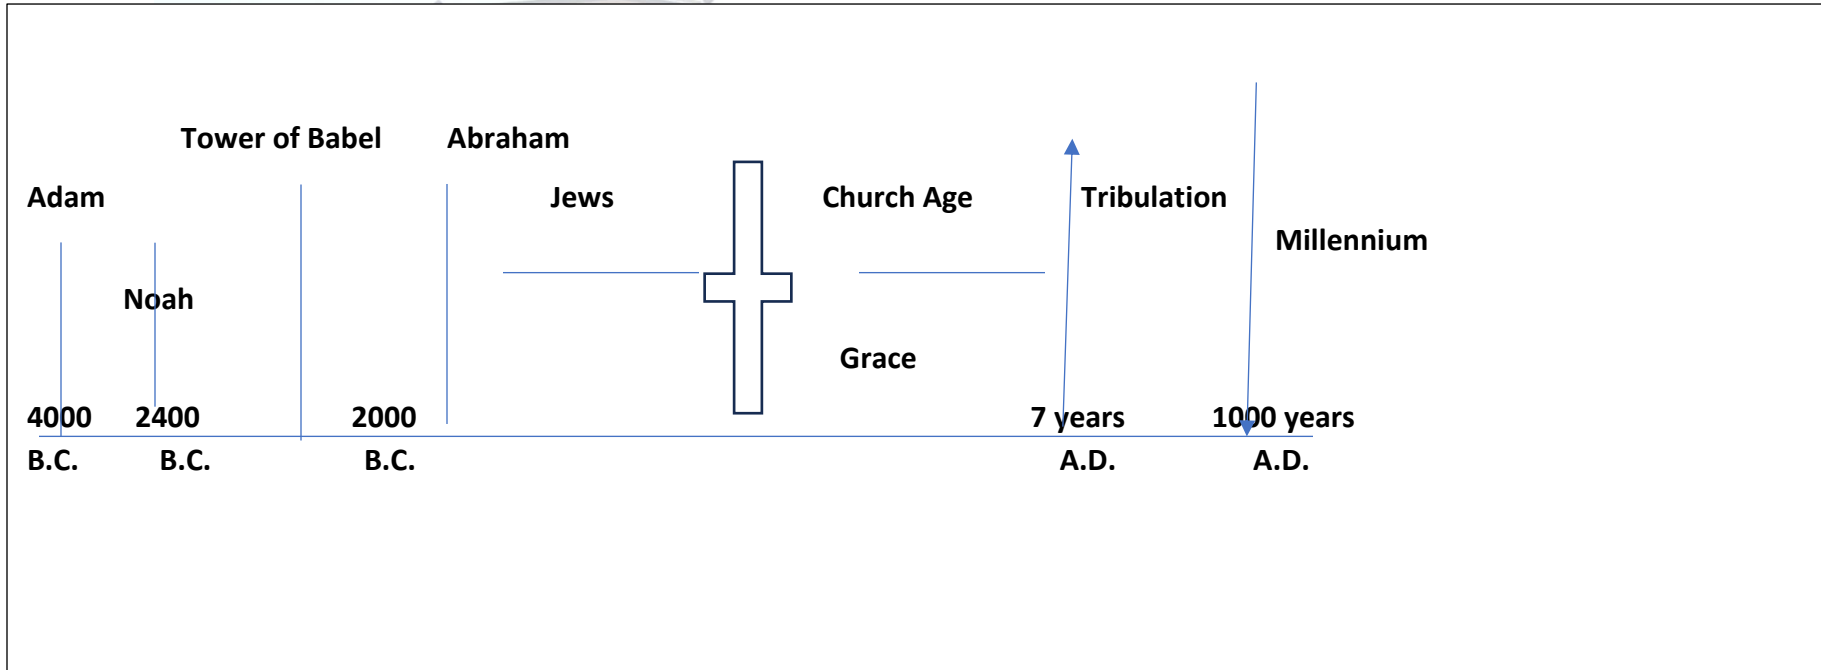 Tower of Babel Abraham
Adam Jews Church Age Tribulation
Millennium
Noah
Grace
4000 2400 2000 7 years 1000 years
B.C. B.C. B.C. A.D. A.D.